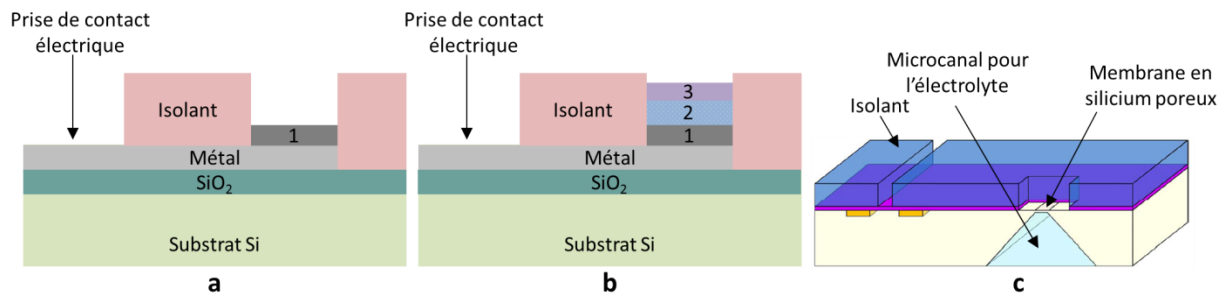 Prise de contact
électrique
Isolant
1
Métal
SiO₂
Substrat Si
a
Prise de contact
électrique
Isolant
3
2
1
Métal
SiO₂
Substrat Si
b
Microcanal pour
l'électrolyte
Isolant
Membrane en
silicium poreux
c